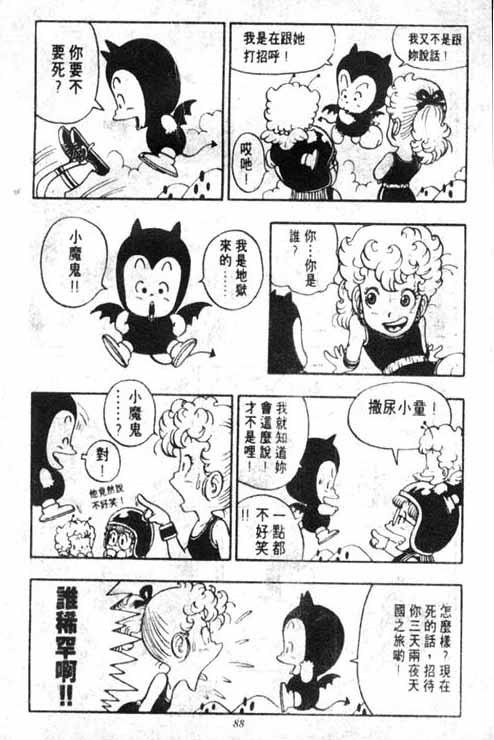 我又不是跟
妳說話！
我是在跟她
打招呼！
哎吔！
你要不
要死？
你…你是
誰？
我是地獄
來的……
小魔鬼!!
撒尿小童！
我就知道妳
會這麼說！
才不是哩！
一點都
不好笑
!!
小魔鬼
……？
對！
他竟然說
不好笑！
怎麼樣？現在
死的話，招待
你三天兩夜天
國之旅喲！
誰稀罕啊!!
88